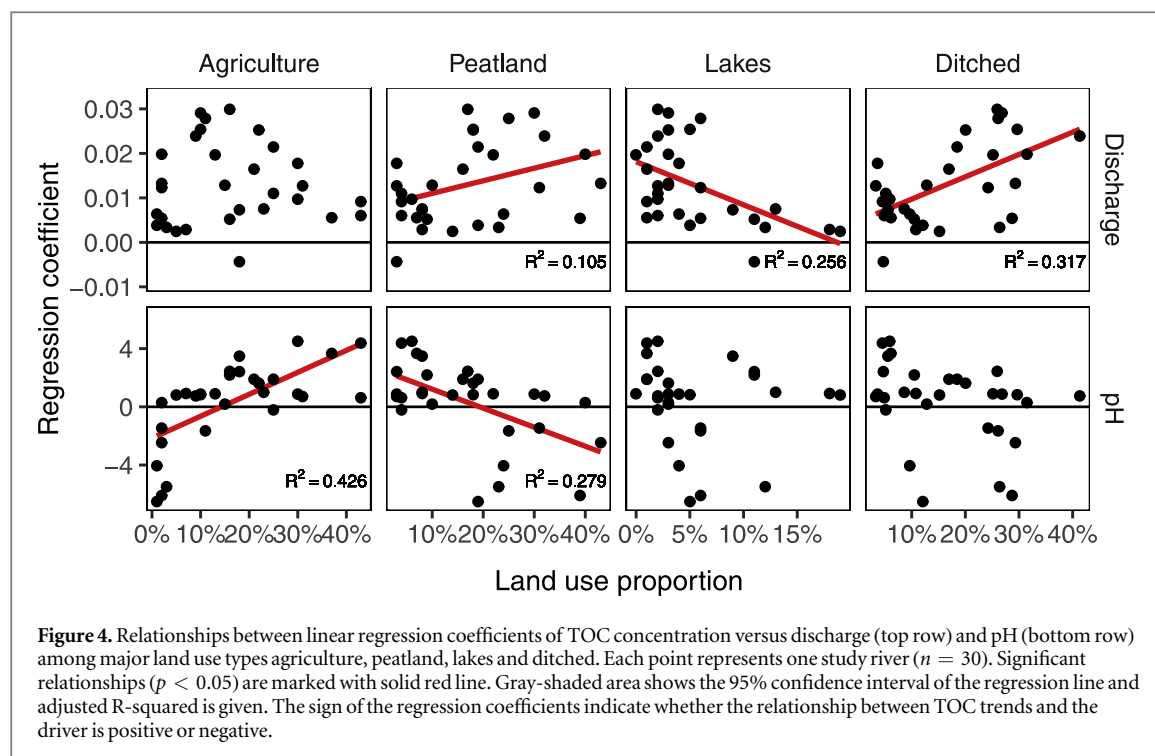 Agriculture Peatland Lakes Ditched
Regression coefficient
0.03
0.02
0.01
0.00
−0.01
R² = 0.105 R² = 0.256 R² = 0.317
Discharge
4
0
−4
R² = 0.426 R² = 0.279
pH
0% 10% 20% 30% 40% 10% 20% 30% 40% 0% 5% 10% 15% 10% 20% 30% 40%
Land use proportion
Figure 4. Relationships between linear regression coefficients of TOC concentration versus discharge (top row) and pH (bottom row)
among major land use types agriculture, peatland, lakes and ditched. Each point represents one study river (n = 30). Significant
relationships (p < 0.05) are marked with solid red line. Gray-shaded area shows the 95% confidence interval of the regression line and
adjusted R-squared is given. The sign of the regression coefficients indicate whether the relationship between TOC trends and the
driver is positive or negative.